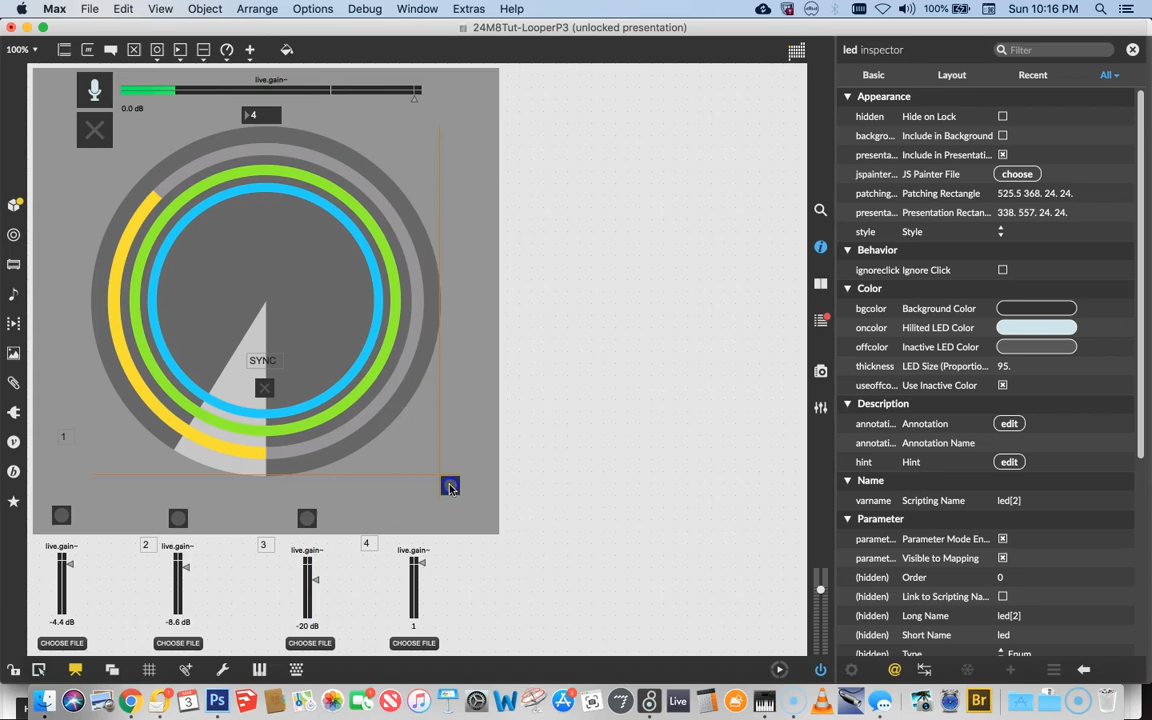 Max File Edit View Object Arrange Options Debug Window Extras Help 100% Sun 10:16 PM
24M8Tut-LooperP3 (unlocked presentation)
100%
led inspector
Filter
Basic Layout Recent All
live.gain~
0.0 dB
4
SYNC
1
2
3
4
live.gain~
live.gain~
live.gain~
live.gain~
-4.4 dB
-8.6 dB
-20 dB
1
CHOOSE FILE
CHOOSE FILE
CHOOSE FILE
CHOOSE FILE
Appearance
hidden Hide on Lock
backgro... Include in Background
presenta... Include in Presentati...
jspainter... JS Painter File choose
patching... Patching Rectangle 525.5 368. 24. 24.
presenta... Presentation Rectan... 338. 557. 24. 24.
style Style
Behavior
ignoreclick Ignore Click
Color
bgcolor Background Color
oncolor Hilited LED Color
offcolor Inactive LED Color
thickness LED Size (Proportio... 95.
useoffco... Use Inactive Color
Description
annotati... Annotation edit
annotati... Annotation Name
hint Hint edit
Name
varname Scripting Name led[2]
Parameter
paramet... Parameter Mode En...
paramet... Visible to Mapping
(hidden) Order 0
(hidden) Link to Scripting Na...
(hidden) Long Name led[2]
(hidden) Short Name led
(hidden) Type Enum
3
Live
Br